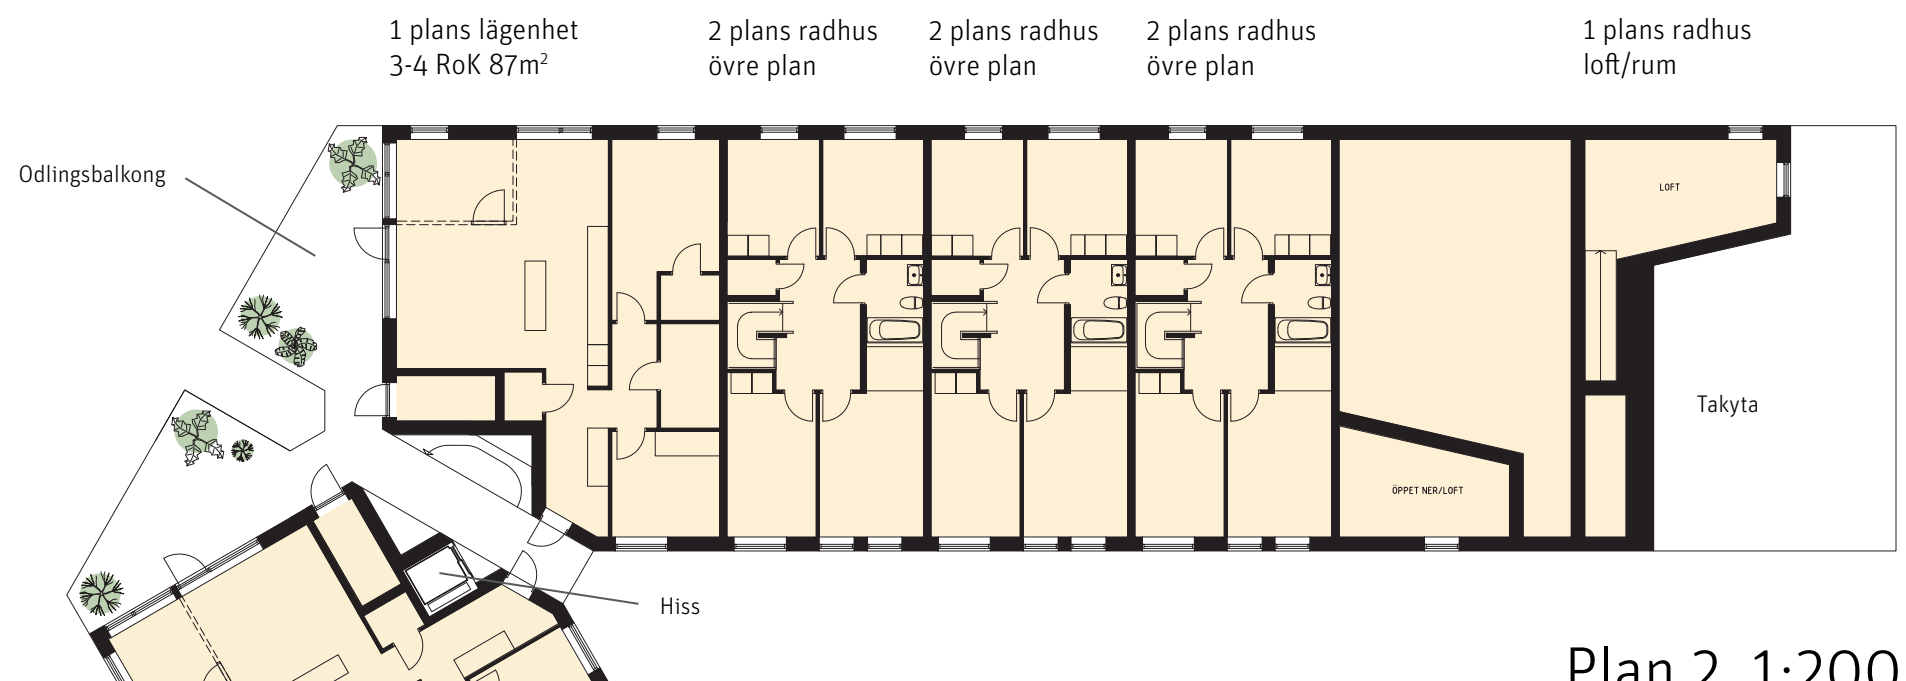 1 plans lägenhet
3-4 RoK 87m²
2 plans radhus
övre plan
2 plans radhus
övre plan
2 plans radhus
övre plan
1 plans radhus
loft/rum
Odlingsbalkong
LOFT
Takyta
ÖPPET NER/LOFT
Hiss
Plan 2 1:200